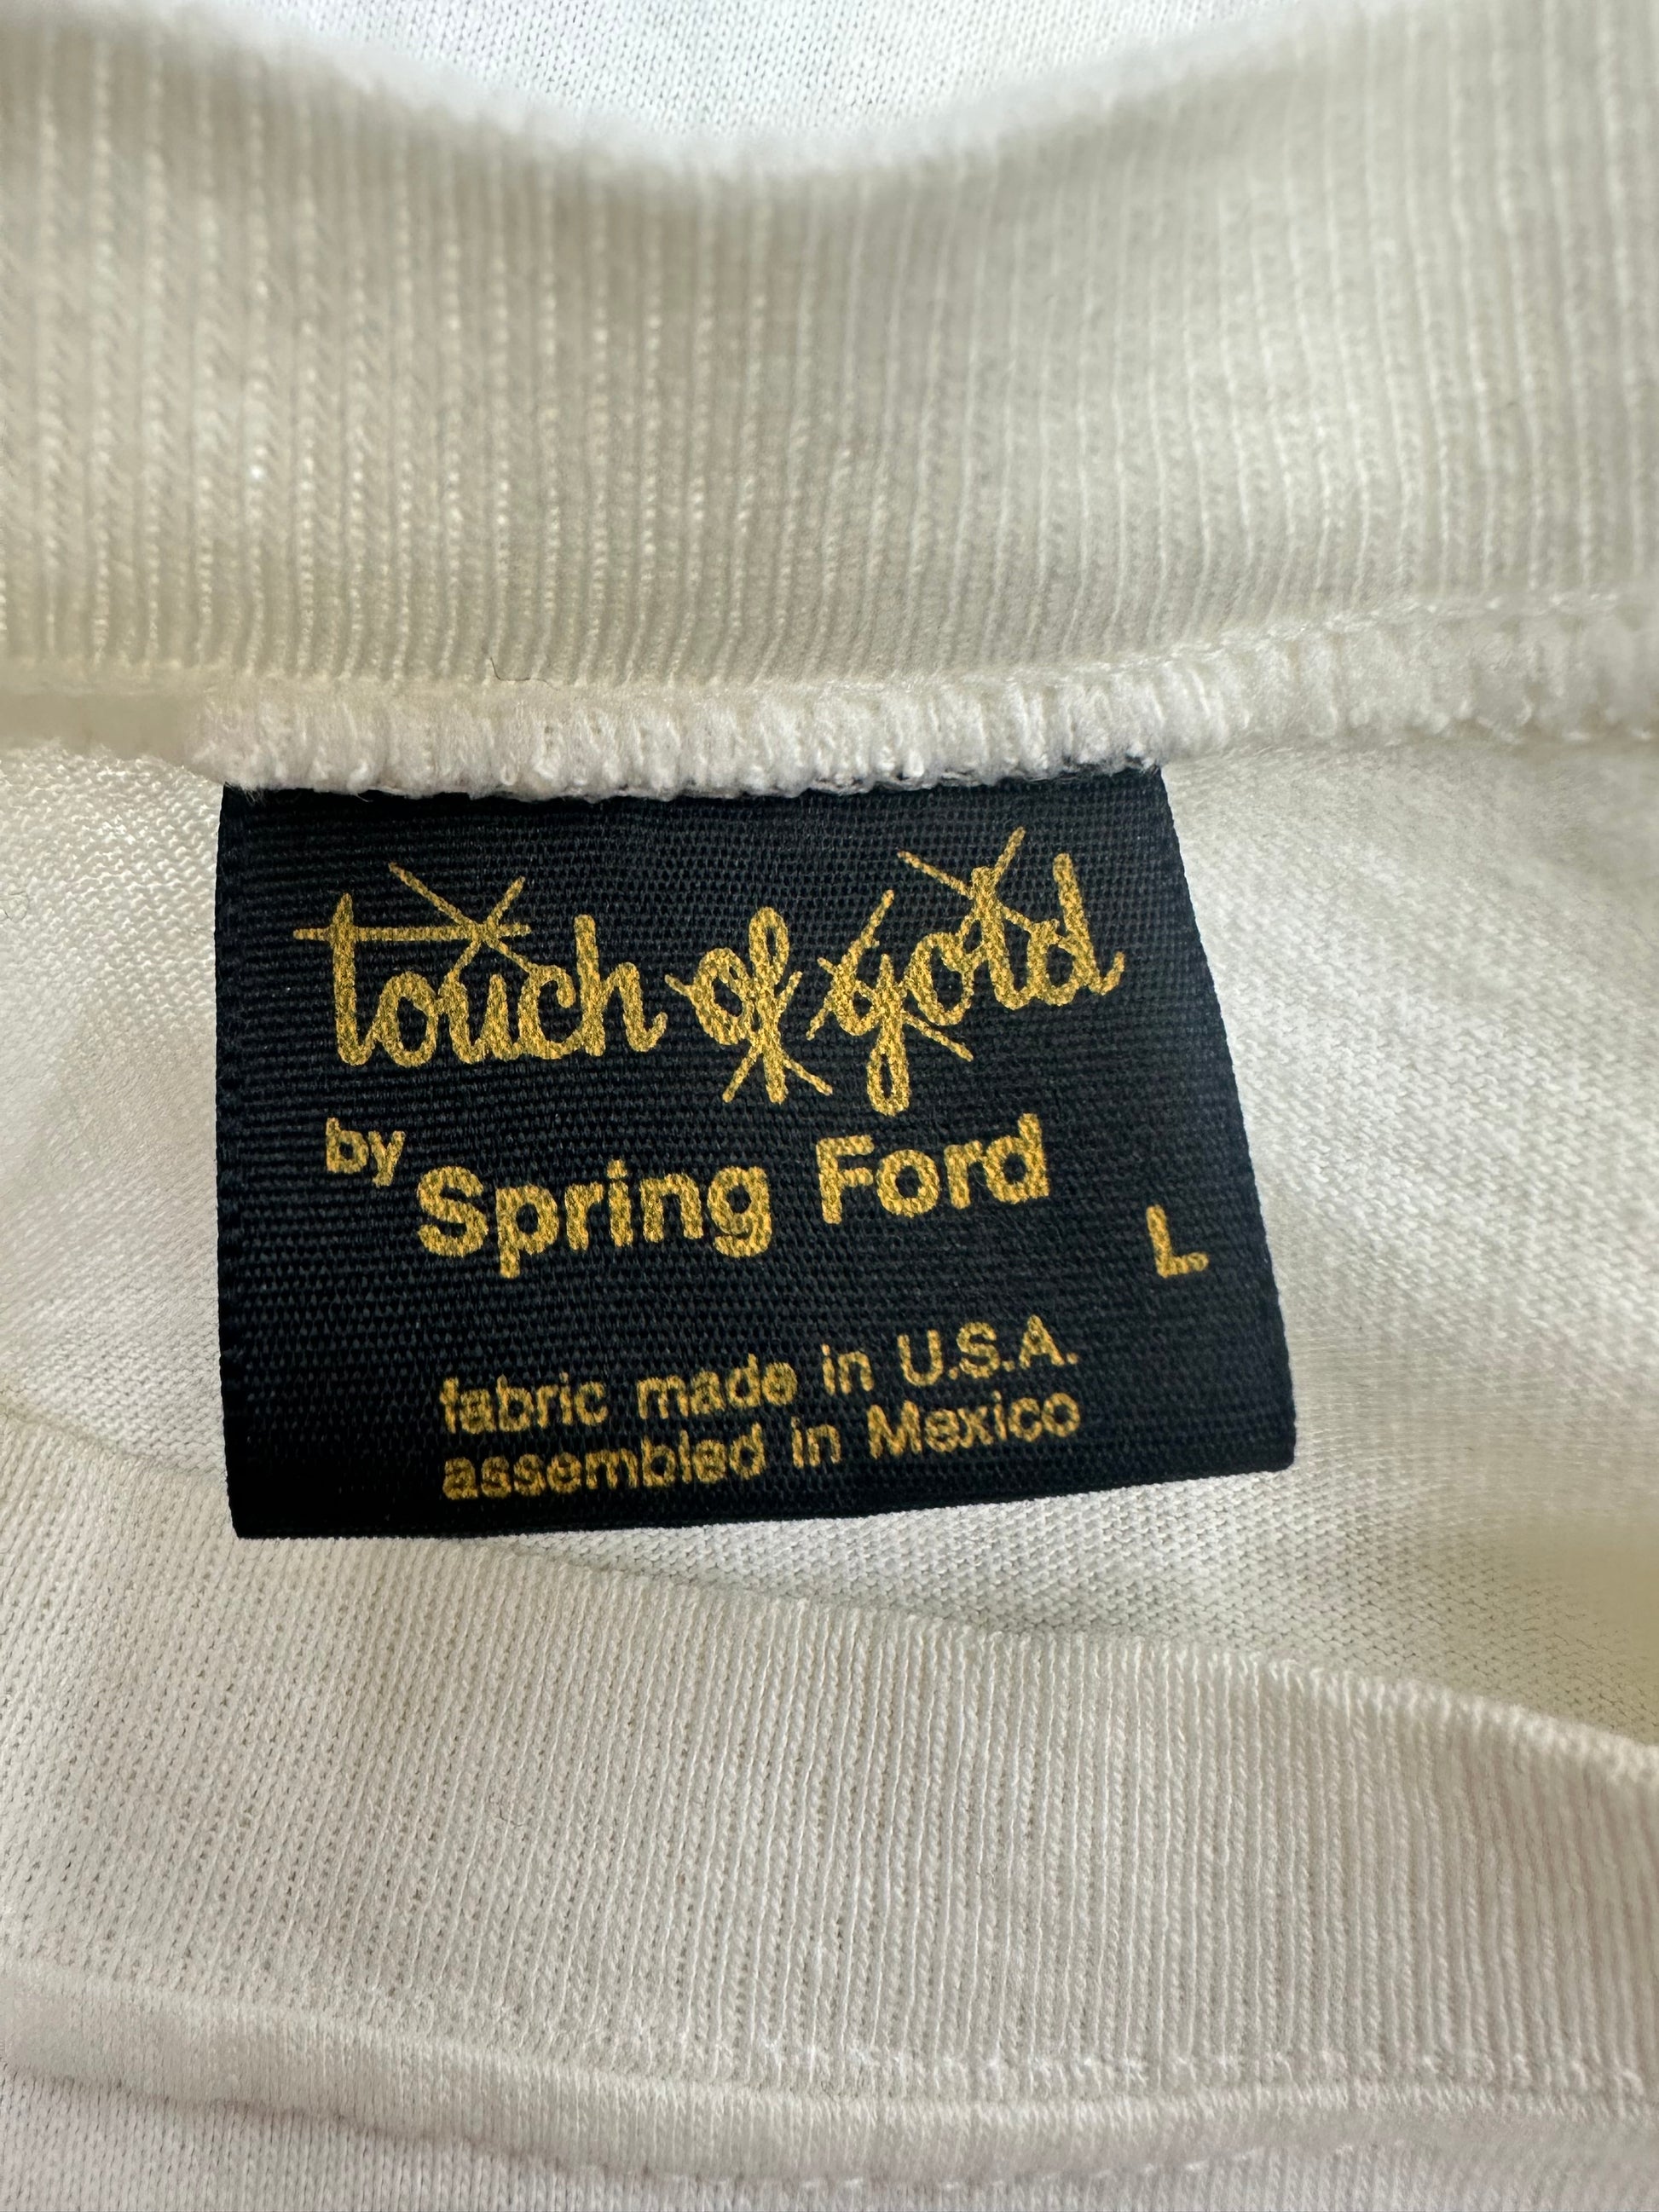 touch of gold
by Spring Ford
L
fabric made in U.S.A.
assembled in Mexico